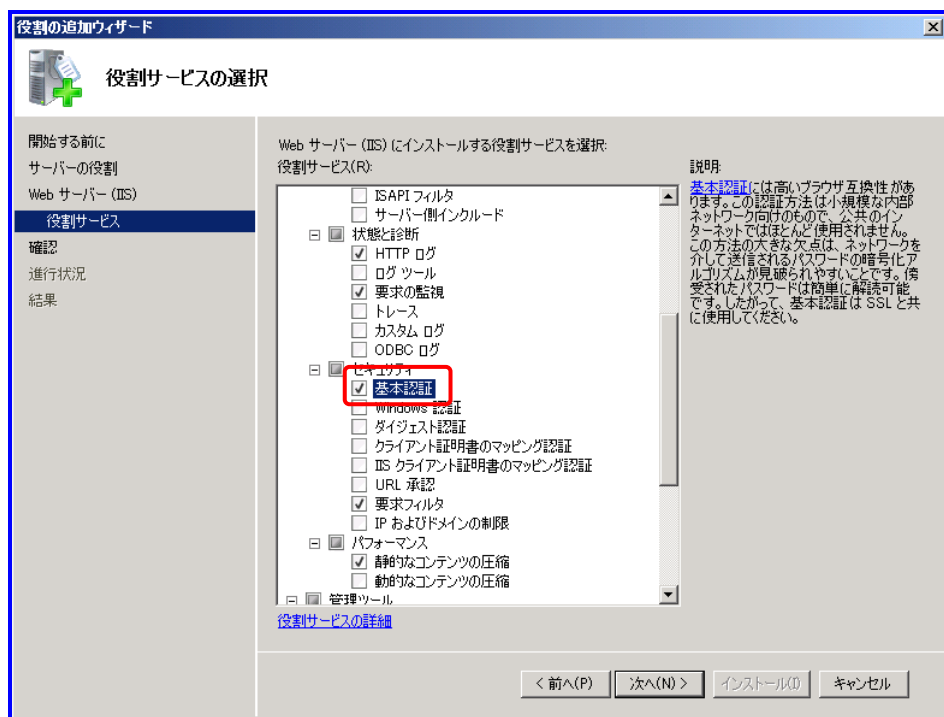 役割の追加ウィザード
役割サービスの選択
開始する前に
サーバーの役割
Web サーバー (IIS)
役割サービス
確認
進行状況
結果
Web サーバー (IIS) にインストールする役割サービスを選択:
役割サービス(R):
ISAPI フィルタ
サーバー側インクルード
状態と診断
HTTP ログ
ログ ツール
要求の監視
トレース
カスタム ログ
ODBC ログ
セキュリティ
基本認証
Windows 認証
ダイジェスト認証
クライアント証明書のマッピング認証
IIS クライアント証明書のマッピング認証
URL 承認
要求フィルタ
IP およびドメインの制限
パフォーマンス
静的なコンテンツの圧縮
動的なコンテンツの圧縮
管理ツール
役割サービスの詳細
説明:
基本認証には高いブラウザ互換性があ
ります。この認証方法は小規模な内部
ネットワーク向けのもので、公共のイン
ターネットではほとんど使用されません。
この方法の大きな欠点は、ネットワークを
介して送信されるパスワードの暗号化ア
ルゴリズムが見破られやすいことです。傍
受されたパスワードは簡単に解読可能
です。したがって、基本認証は SSL と共
に使用してください。
< 前へ(P)
次へ(N) >
インストール(I)
キャンセル